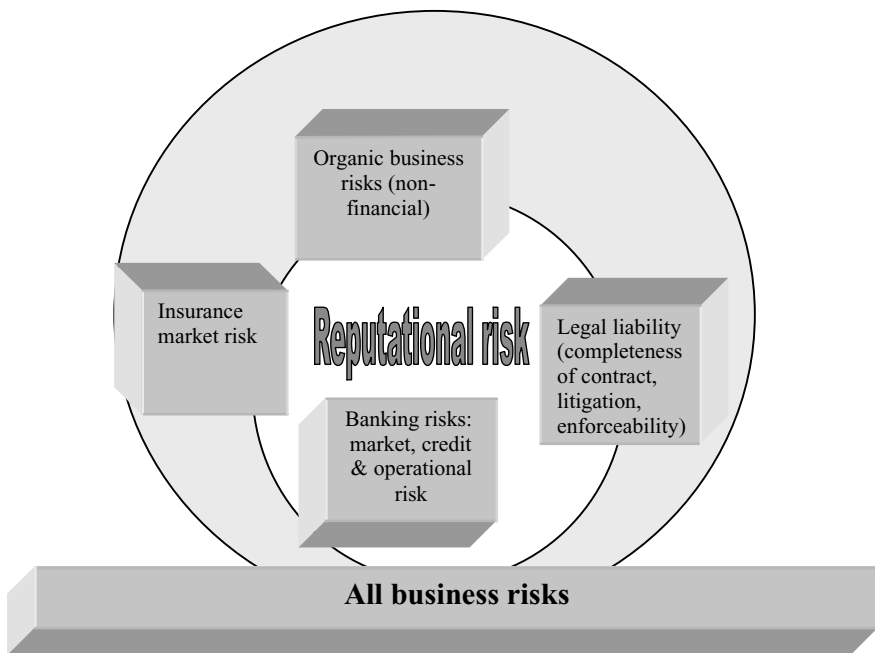 Organic business
risks (non-
financial)
Insurance
market risk
Reputational risk
Legal liability
(completeness
of contract,
litigation,
enforceability)
Banking risks:
market, credit
& operational
risk
All business risks